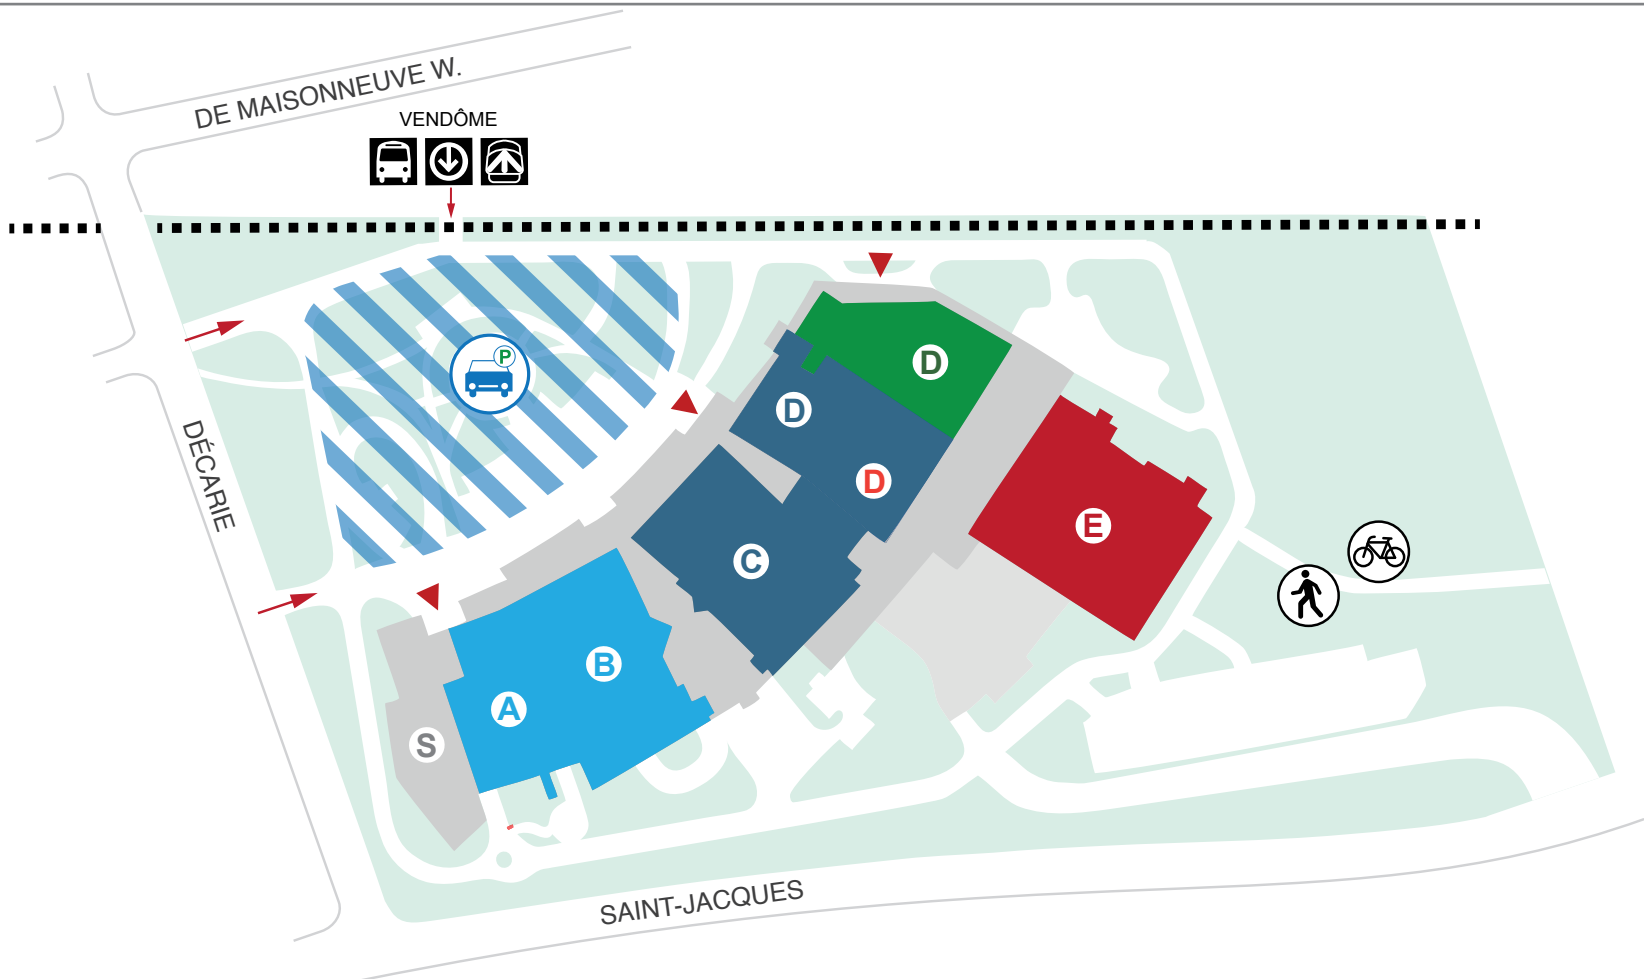 DE MAISONNEUVE W.
VENDÔME
P
D
D
D
DÉCARIE
E
C
B
A
S
SAINT-JACQUES